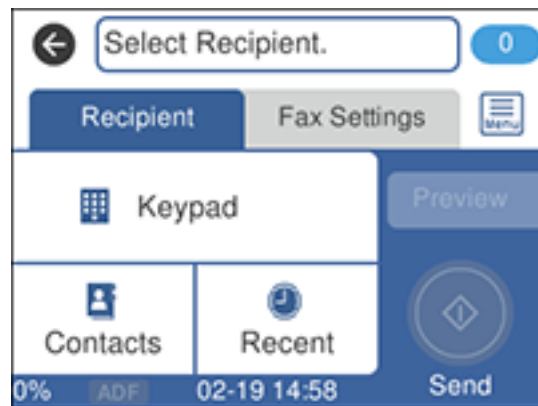 Select Recipient.
0
Recipient
Fax Settings
Menu
Keypad
Preview
Contacts
Recent
0%
ADF
02-19 14:58
Send